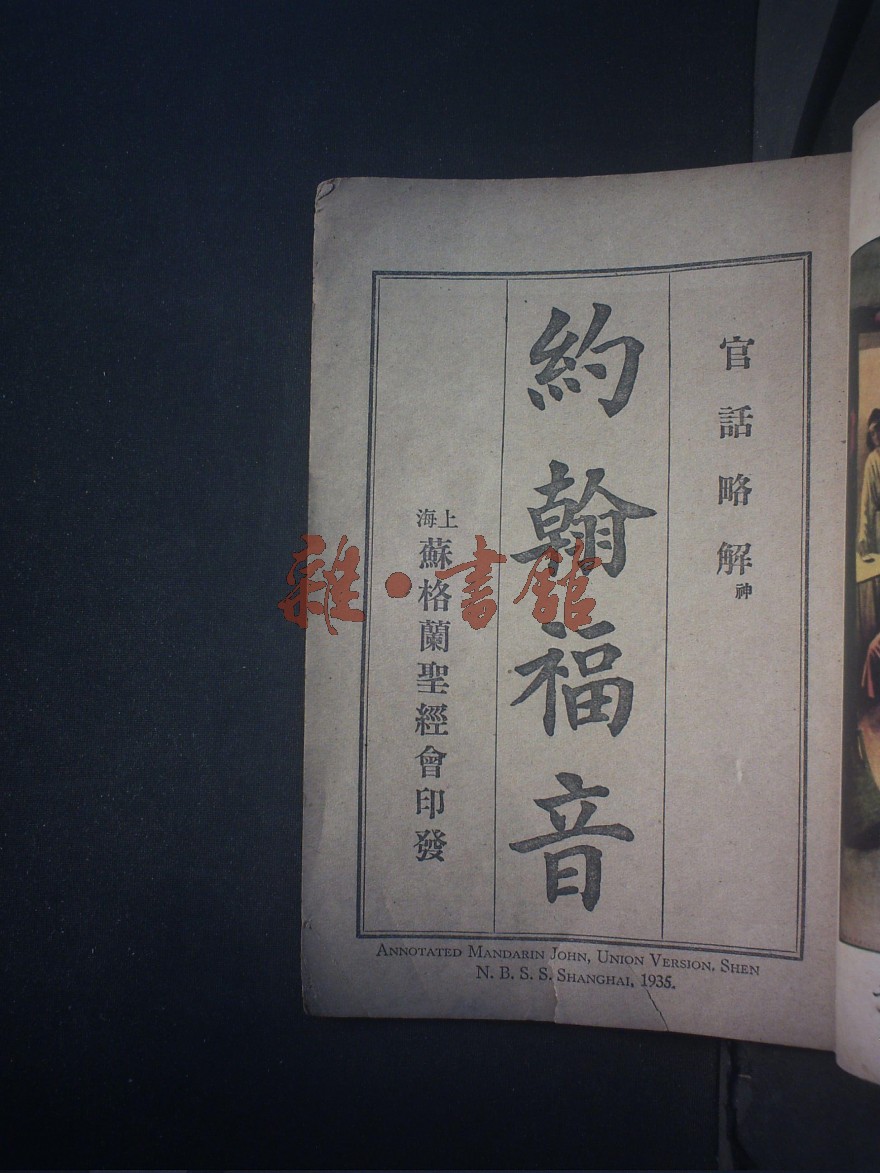 官話略解神
約翰福音
上海
蘇格蘭聖經會印發
ANNOTATED MANDARIN JOHN, UNION VERSION, SHEN
N. B. S. S. SHANGHAI, 1935.
雜·書館